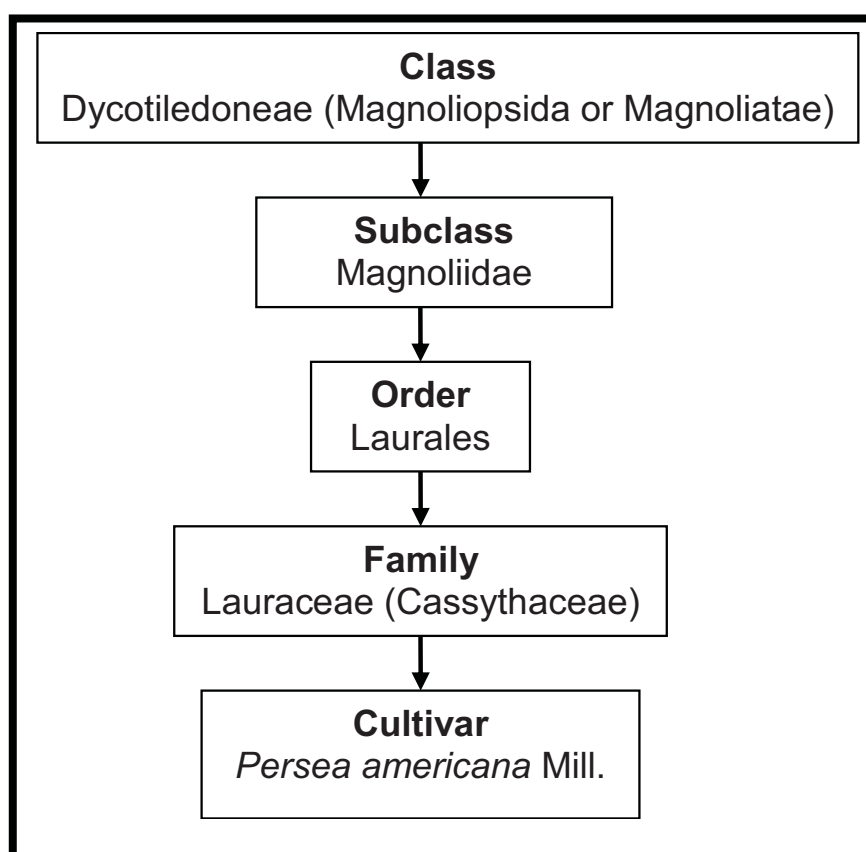 Class
Dycotiledoneae (Magnoliopsida or Magnoliatae)
Subclass
Magnoliidae
Order
Laurales
Family
Lauraceae (Cassythaceae)
Cultivar
Persea americana Mill.